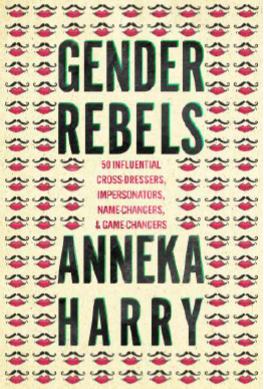 GENDER
REBELS
50 INFLUENTIAL
CROSS-DRESSERS,
IMPERSONATORS,
NAME-CHANGERS,
& GAME-CHANGERS
ANNEKA
HARRY